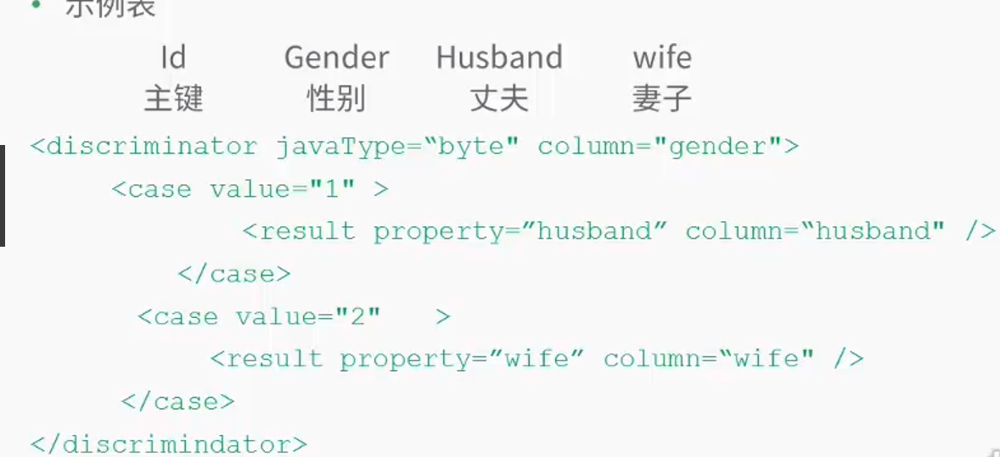 • 示例表
Id Gender Husband wife
主键 性别 丈夫 妻子
<discriminator javaType=“byte" column="gender">
<case value="1" >
<result property=”husband” column=“husband" />
</case>
<case value="2" >
<result property=”wife” column=“wife" />
</case>
</discrimindator>